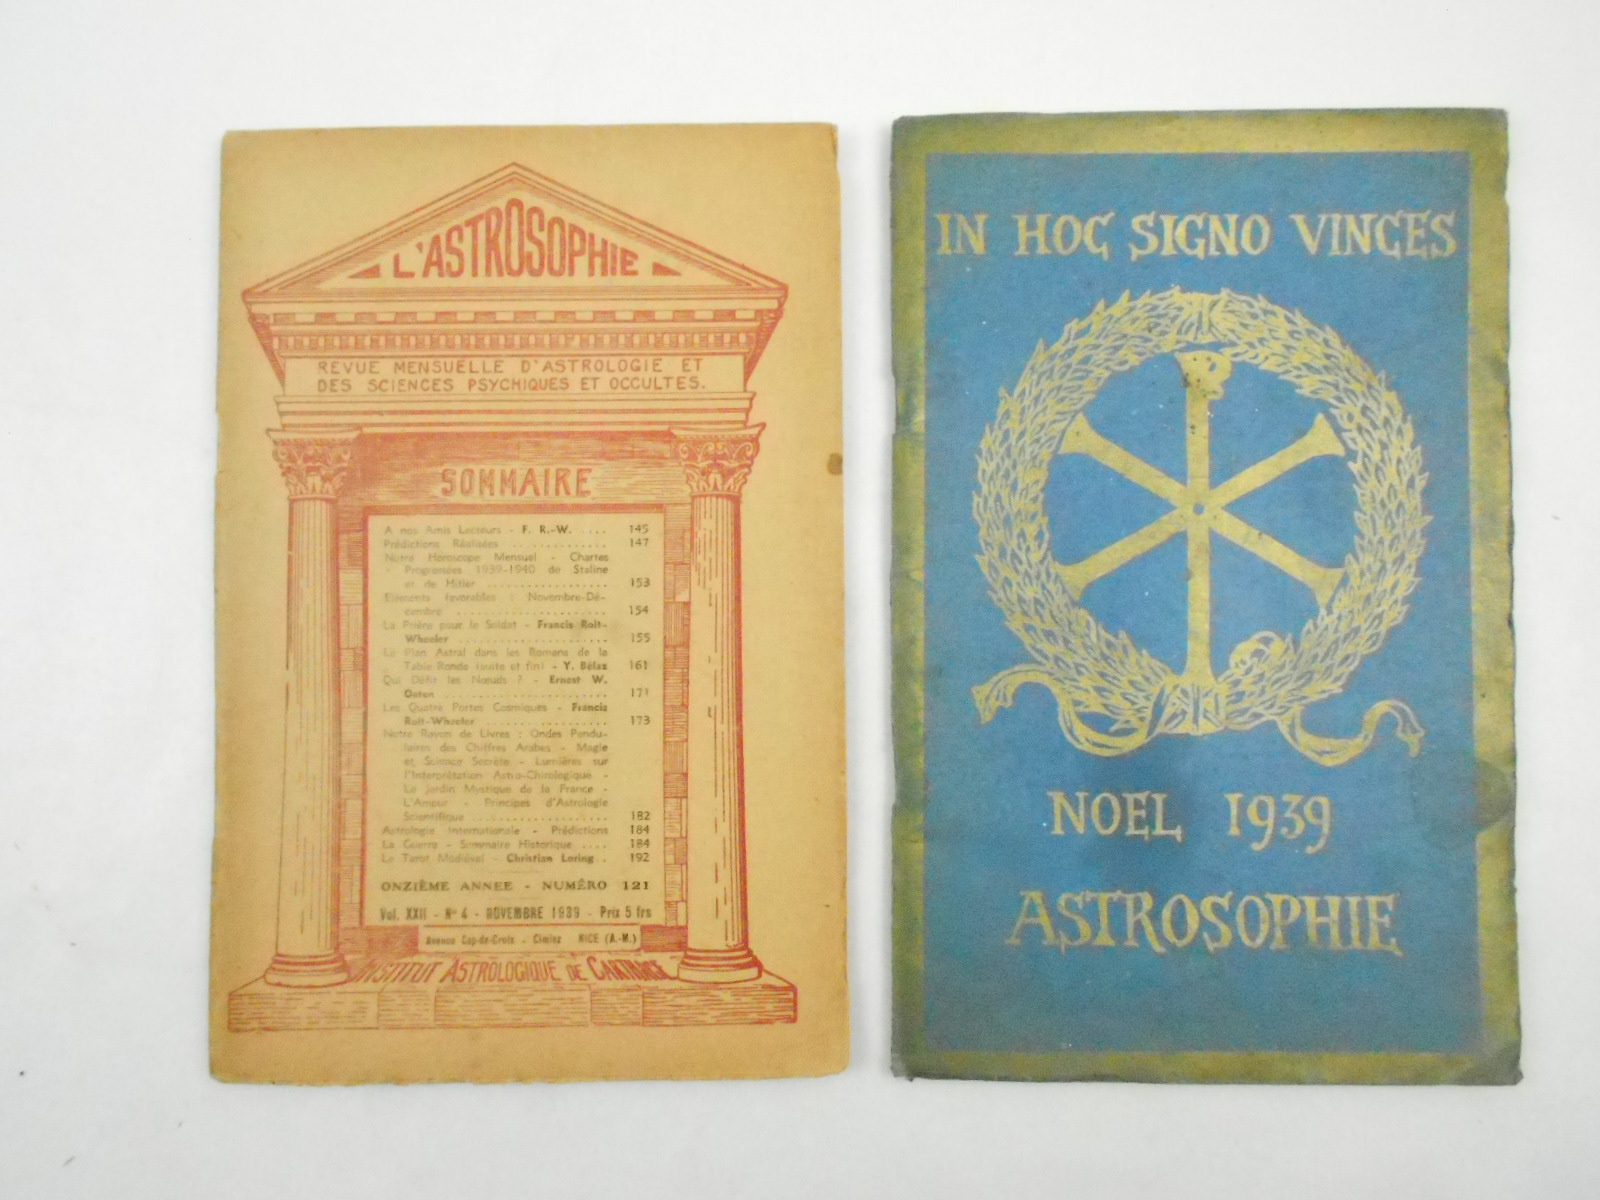 L'ASTROSOPHIE
REVUE MENSUELLE D'ASTROLOGIE ET
DES SCIENCES PSYCHIQUES ET OCCULTES.
SOMMAIRE
A nos Amis Lecteurs - F. R.-W. .... 145
Prédictions Réalisées .............. 147
Notre Horoscope Mensuel - Chartes
Progressées 1939-1940 de Staline
et de Hitler .................. 153
Eléments favorables : Novembre-Dé-
cembre ...................... 154
La Prière pour le Soldat - Francis Rolt-
Wheeler .................... 155
Le Plan Astral dans les Romans de la
Table Ronde (suite et fin) - Y. Bélaz 161
Qui Défit les Nœuds ? - Ernest W.
Oaten ........................ 171
Les Quatre Portes Cosmiques - Francis
Rolt-Wheeler .................. 173
Notre Rayon de Livres : Ondes Pendu-
laires des Chiffres Arabes - Magie
et Science Secrète - Lumières sur
l'Interprétation Astro-Chirologique -
Le Jardin Mystique de la France -
L'Amour - Principes d'Astrologie
Scientifique .................... 182
Astrologie Internationale - Prédictions 184
La Guerre - Sommaire Historique .... 184
Le Tarot Médiéval - Christian Loring . 192
ONZIÈME ANNEE - NUMÉRO 121
Vol. XXII - N° 4 - NOVEMBRE 1939 - Prix 5 frs
Avenue Cap-de-Croix - Cimiez NICE (A.-M.)
INSTITUT ASTROLOGIQUE DE CARTHAGE
IN HOC SIGNO VINCES
NOEL 1939
ASTROSOPHIE